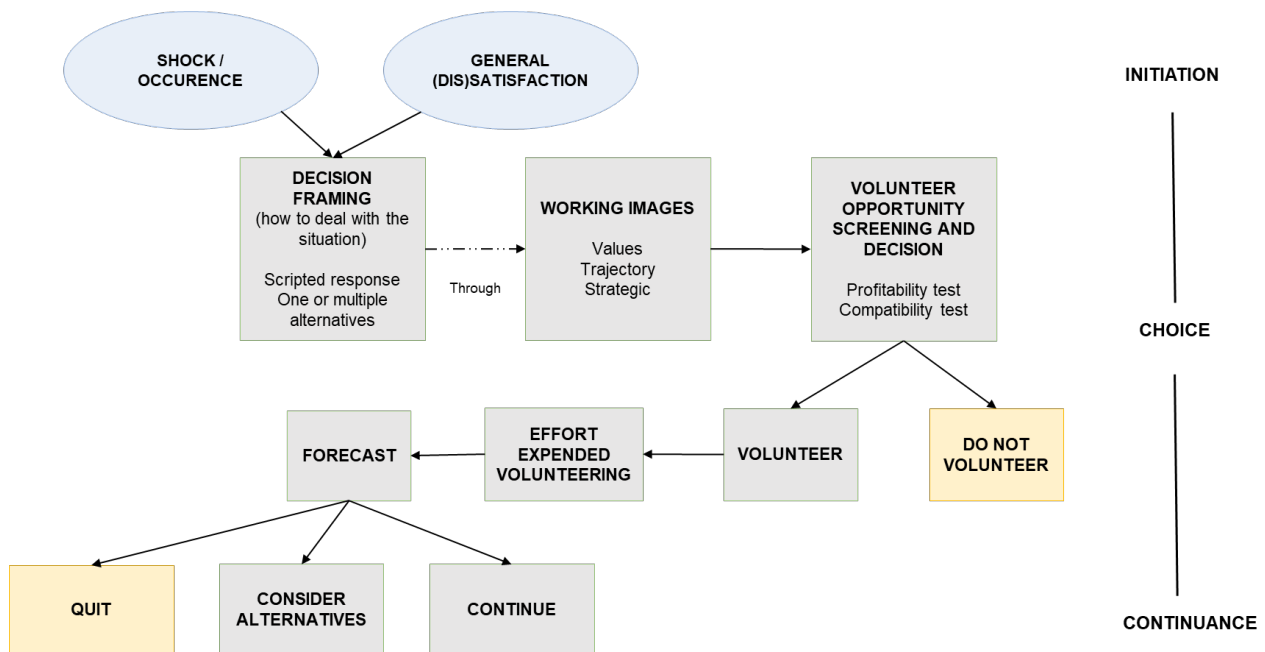 SHOCK /
OCCURENCE
GENERAL
(DIS)SATISFACTION
INITIATION
DECISION
FRAMING
(how to deal with the
situation)
Scripted response
One or multiple
alternatives
Through
WORKING IMAGES
Values
Trajectory
Strategic
VOLUNTEER
OPPORTUNITY
SCREENING AND
DECISION
Profitability test
Compatibility test
CHOICE
FORECAST
EFFORT
EXPENDED
VOLUNTEERING
VOLUNTEER
DO NOT
VOLUNTEER
QUIT
CONSIDER
ALTERNATIVES
CONTINUE
CONTINUANCE